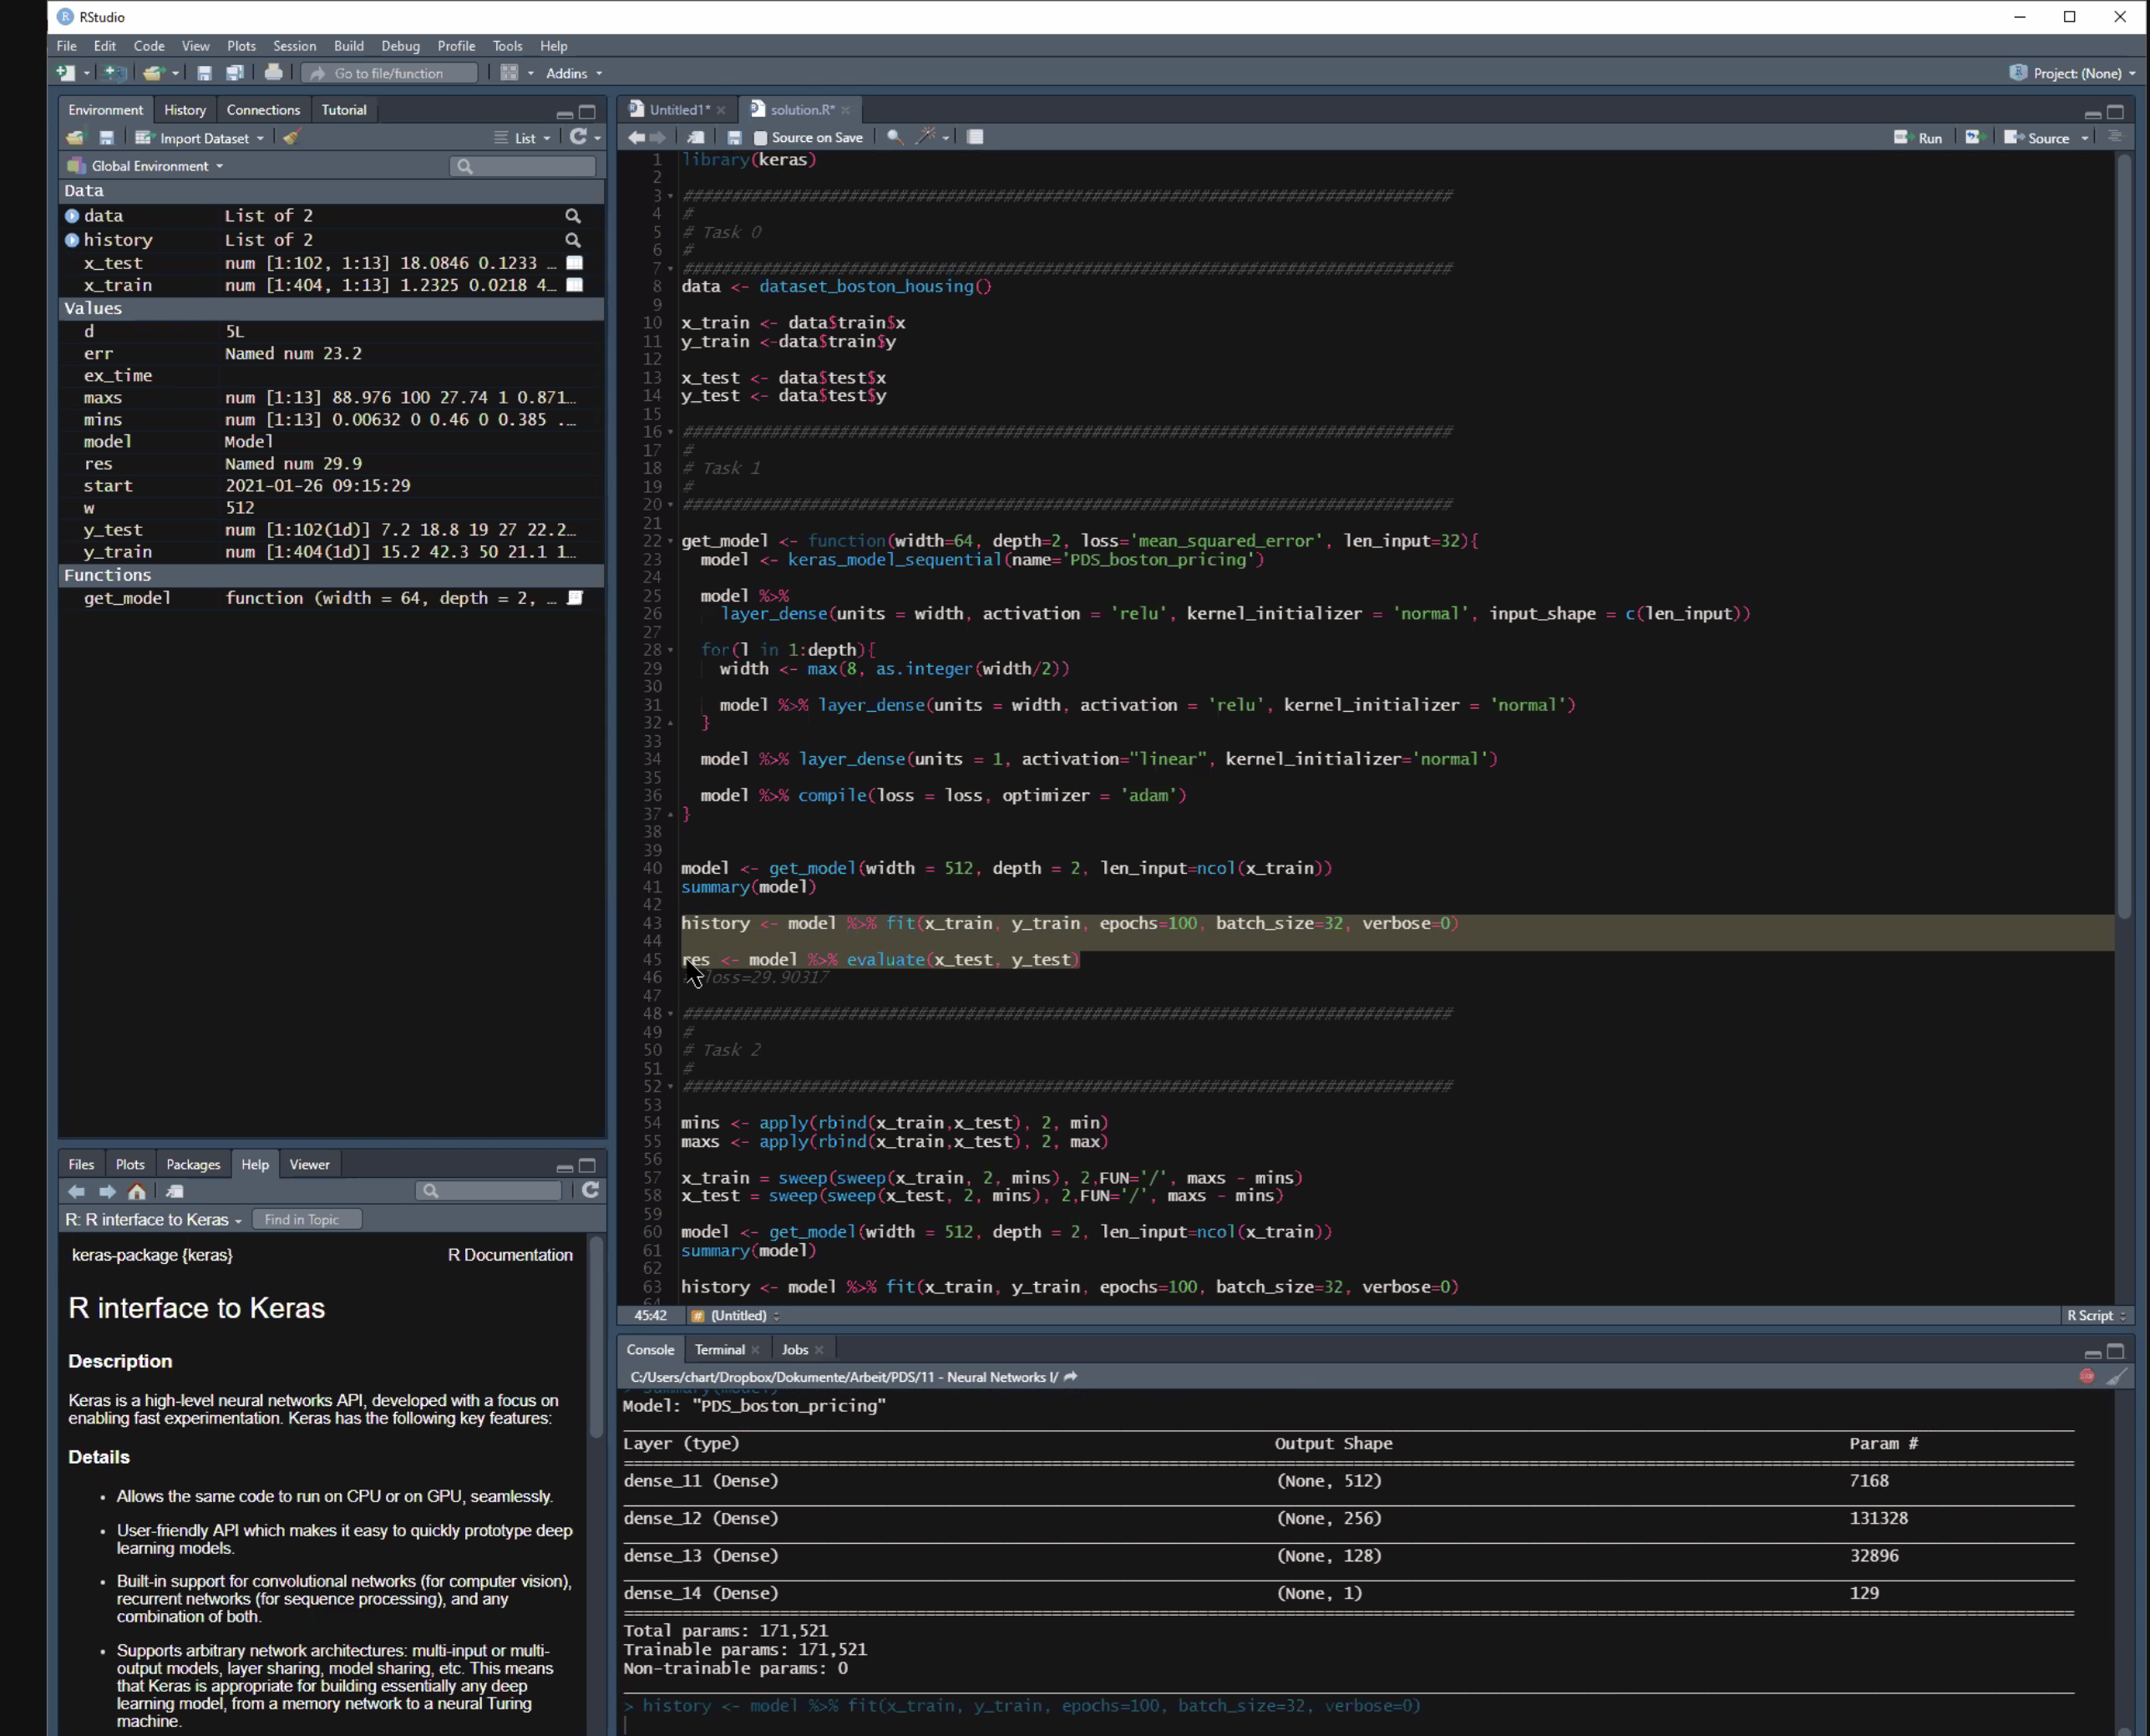 RStudio
File Edit Code View Plots Session Build Debug Profile Tools Help
Go to file/function Addins Project: (None)
Environment History Connections Tutorial
Import Dataset List
Global Environment
Data
data List of 2
history List of 2
x_test num [1:102, 1:13] 18.0846 0.1233 …
x_train num [1:404, 1:13] 1.2325 0.0218 4…
Values
d 5L
err Named num 23.2
ex_time
maxs num [1:13] 88.976 100 27.74 1 0.871…
mins num [1:13] 0.00632 0 0.46 0 0.385 .…
model Model
res Named num 29.9
start 2021-01-26 09:15:29
w 512
y_test num [1:102(1d)] 7.2 18.8 19 27 22.2…
y_train num [1:404(1d)] 15.2 42.3 50 21.1 1…
Functions
get_model function (width = 64, depth = 2, …
Files Plots Packages Help Viewer
R: R interface to Keras Find in Topic
keras-package {keras} R Documentation
R interface to Keras
Description
Keras is a high-level neural networks API, developed with a focus on
enabling fast experimentation. Keras has the following key features:
Details
• Allows the same code to run on CPU or on GPU, seamlessly.
• User-friendly API which makes it easy to quickly prototype deep
learning models.
• Built-in support for convolutional networks (for computer vision),
recurrent networks (for sequence processing), and any
combination of both.
• Supports arbitrary network architectures: multi-input or multi-
output models, layer sharing, model sharing, etc. This means
that Keras is appropriate for building essentially any deep
learning model, from a memory network to a neural Turing
machine.
Untitled1* solution.R*
Source on Save Run Source
1 library(keras)
2
3 ###############################################################################
4 #
5 # Task 0
6 #
7 ###############################################################################
8 data <- dataset_boston_housing()
9
10 x_train <- data$train$x
11 y_train <-data$train$y
12
13 x_test <- data$test$x
14 y_test <- data$test$y
15
16 ###############################################################################
17 #
18 # Task 1
19 #
20 ###############################################################################
21
22 get_model <- function(width=64, depth=2, loss='mean_squared_error', len_input=32){
23 model <- keras_model_sequential(name='PDS_boston_pricing')
24
25 model %>%
26 layer_dense(units = width, activation = 'relu', kernel_initializer = 'normal', input_shape = c(len_input))
27
28 for(l in 1:depth){
29 width <- max(8, as.integer(width/2))
30
31 model %>% layer_dense(units = width, activation = 'relu', kernel_initializer = 'normal')
32 }
33
34 model %>% layer_dense(units = 1, activation="linear", kernel_initializer='normal')
35
36 model %>% compile(loss = loss, optimizer = 'adam')
37 }
38
39
40 model <- get_model(width = 512, depth = 2, len_input=ncol(x_train))
41 summary(model)
42
43 history <- model %>% fit(x_train, y_train, epochs=100, batch_size=32, verbose=0)
44
45 res <- model %>% evaluate(x_test, y_test)
46 # loss=29.90317
47
48 ###############################################################################
49 #
50 # Task 2
51 #
52 ###############################################################################
53
54 mins <- apply(rbind(x_train,x_test), 2, min)
55 maxs <- apply(rbind(x_train,x_test), 2, max)
56
57 x_train = sweep(sweep(x_train, 2, mins), 2,FUN='/', maxs - mins)
58 x_test = sweep(sweep(x_test, 2, mins), 2,FUN='/', maxs - mins)
59
60 model <- get_model(width = 512, depth = 2, len_input=ncol(x_train))
61 summary(model)
62
63 history <- model %>% fit(x_train, y_train, epochs=100, batch_size=32, verbose=0)
64
45:42 # (Untitled) R Script
Console Terminal Jobs
C:/Users/chart/Dropbox/Dokumente/Arbeit/PDS/11 - Neural Networks I/
> summary(model)
Model: "PDS_boston_pricing"
Layer (type) Output Shape Param #
dense_11 (Dense) (None, 512) 7168
dense_12 (Dense) (None, 256) 131328
dense_13 (Dense) (None, 128) 32896
dense_14 (Dense) (None, 1) 129
Total params: 171,521
Trainable params: 171,521
Non-trainable params: 0
> history <- model %>% fit(x_train, y_train, epochs=100, batch_size=32, verbose=0)